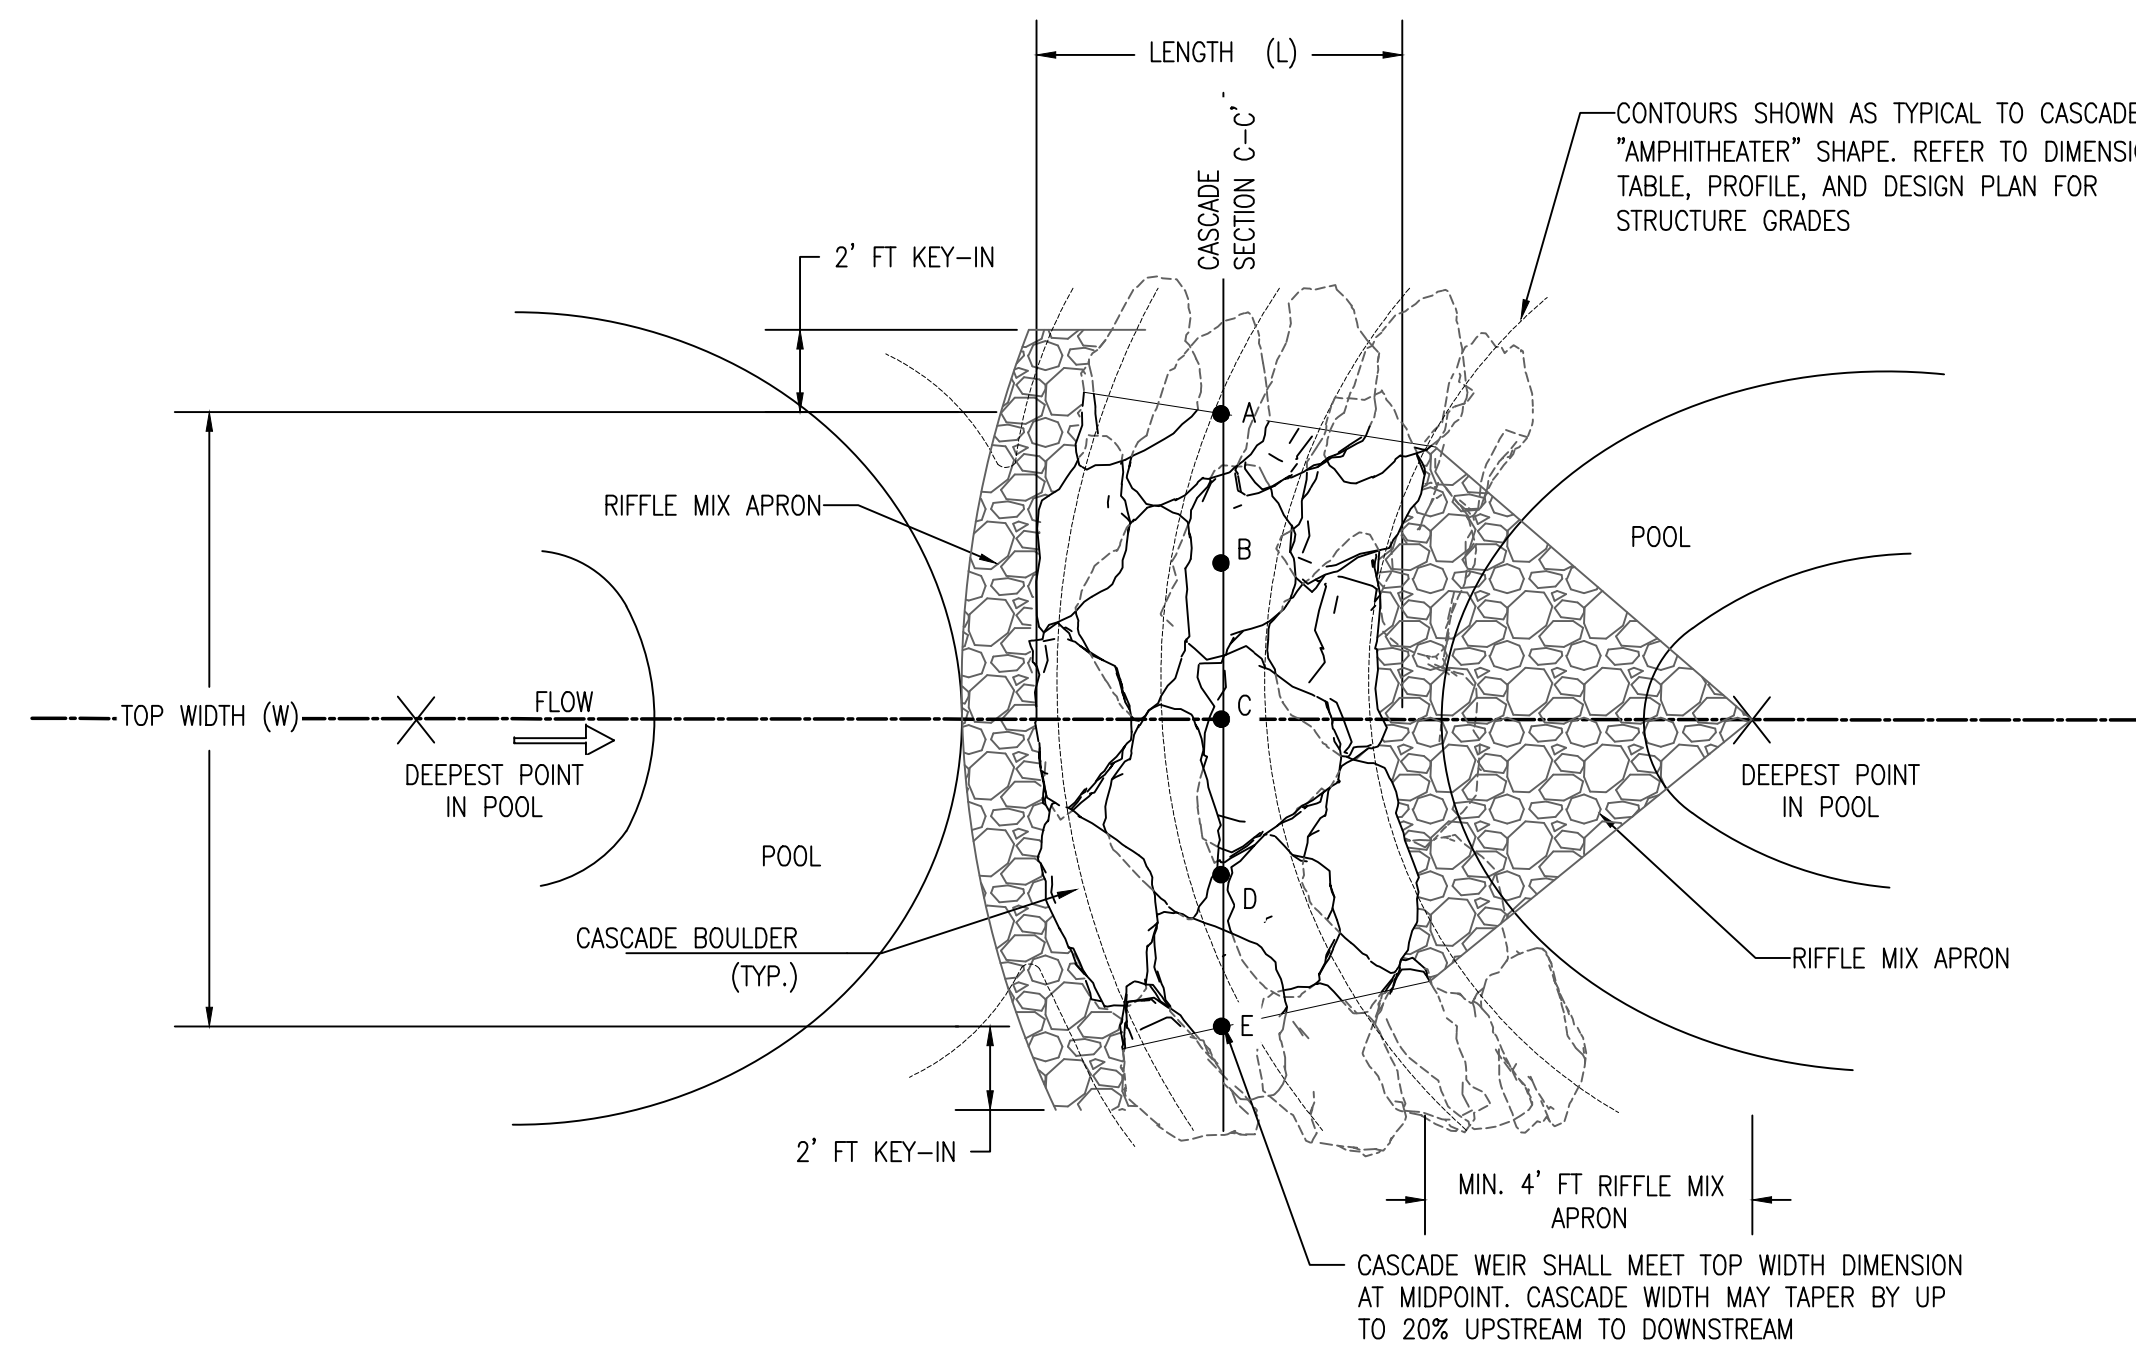 LENGTH (L)
CASCADE
SECTION C-C'
CONTOURS SHOWN AS TYPICAL TO CASCADE
"AMPHITHEATER" SHAPE. REFER TO
TABLE, PROFILE, AND DESIGN PLAN FOR
STRUCTURE GRADES
2' FT KEY-IN
A
RIFFLE MIX APRON
B
POOL
C
TOP WIDTH (W)
FLOW
DEEPEST POINT
IN POOL
DEEPEST POINT
IN POOL
POOL
D
CASCADE BOULDER
(TYP.)
RIFFLE MIX APRON
E
2' FT KEY-IN
MIN. 4' FT RIFFLE MIX
APRON
CASCADE WEIR SHALL MEET TOP WIDTH DIMENSION
AT MIDPOINT. CASCADE WIDTH MAY TAPER BY UP
TO 20% UPSTREAM TO DOWNSTREAM